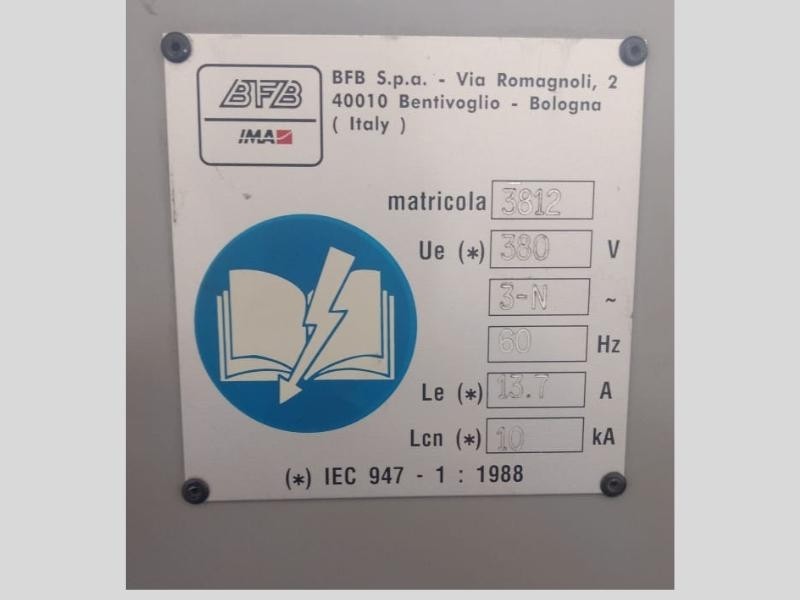 BFB
IMA
BFB S.p.a. - Via Romagnoli, 2
40010 Bentivoglio - Bologna
( Italy )
matricola 3812
Ue (*) 380 V
3-N ~
60 Hz
Le (*) 13.7 A
Lcn (*) 10 kA
(*) IEC 947 - 1 : 1988